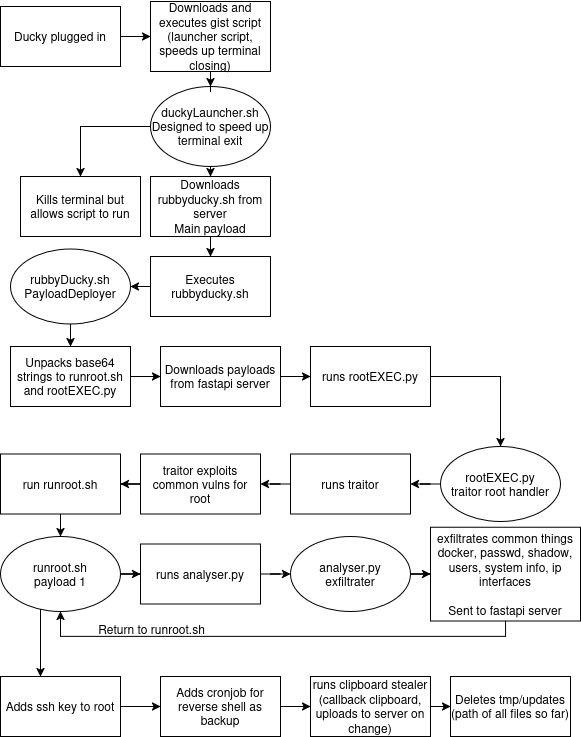 Ducky plugged in
Downloads and
executes gist script
(launcher script,
speeds up terminal
closing)
duckyLauncher.sh
Designed to speed up
terminal exit
Kills terminal but
allows script to run
Downloads
rubbyducky.sh from
server
Main payload
rubbyDucky.sh
PayloadDeployer
Executes
rubbyducky.sh
Unpacks base64
strings to runroot.sh
and rootEXEC.py
Downloads payloads
from fastapi server
runs rootEXEC.py
run runroot.sh
traitor exploits
common vulns for
root
runs traitor
rootEXEC.py
traitor root handler
runroot.sh
payload 1
runs analyser.py
analyser.py
exfiltrater
exfiltrates common things
docker, passwd, shadow,
users, system info, ip
interfaces
Sent to fastapi server
Return to runroot.sh
Adds ssh key to root
Adds cronjob for
reverse shell as
backup
runs clipboard stealer
(callback clipboard,
uploads to server on
change)
Deletes tmp/updates
(path of all files so far)